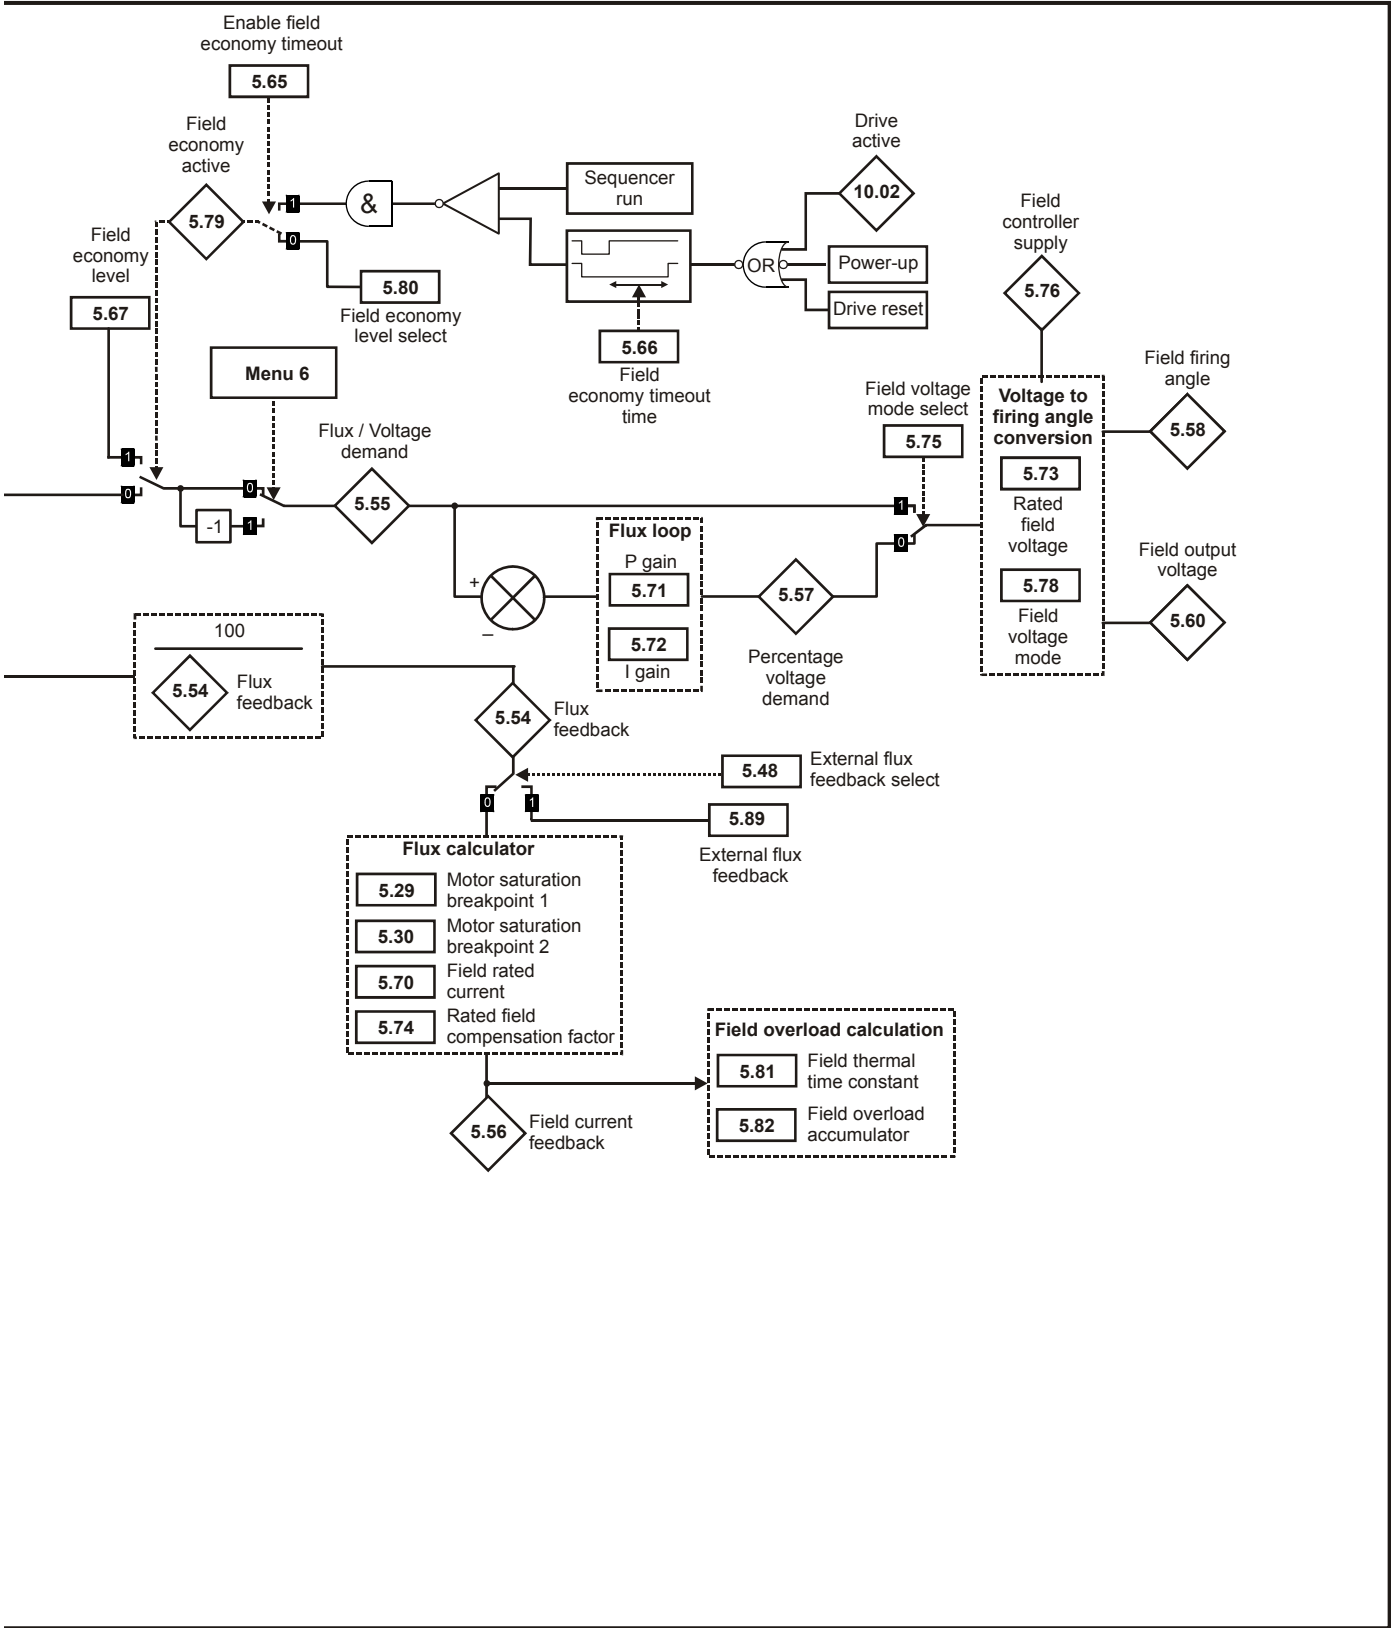 Enable field
economy timeout
5.65
Field
economy
active
5.79
1
0
&
Sequencer
run
Drive
active
10.02
OR
Power-up
Drive reset
5.80
Field economy
level select
5.66
Field
economy timeout
time
Field
economy
level
5.67
Menu 6
1
0
0
-1
1
Flux / Voltage
demand
5.55
Field
controller
supply
5.76
Field voltage
mode select
5.75
1
0
Voltage to
firing angle
conversion
5.73
Rated
field
voltage
5.78
Field
voltage
mode
Field firing
angle
5.58
Field output
voltage
5.60
+
–
Flux loop
P gain
5.71
5.72
I gain
5.57
Percentage
voltage
demand
100
5.54
Flux
feedback
5.54
Flux
feedback
5.48
External flux
feedback select
0
1
5.89
External flux
feedback
Flux calculator
5.29
Motor saturation
breakpoint 1
5.30
Motor saturation
breakpoint 2
5.70
Field rated
current
5.74
Rated field
compensation factor
5.56
Field current
feedback
Field overload calculation
5.81
Field thermal
time constant
5.82
Field overload
accumulator